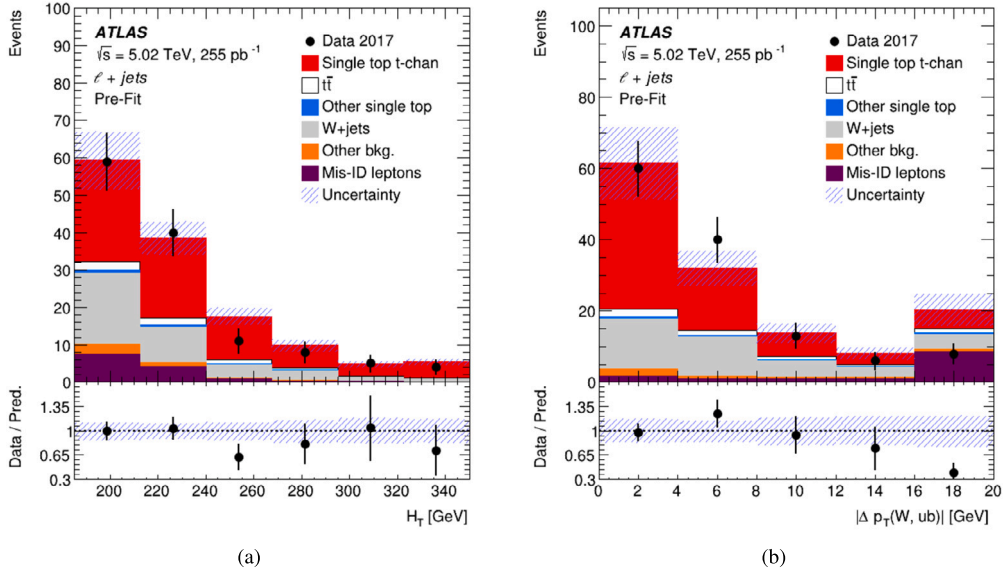 Events
100
90
80
70
60
50
40
30
20
10
0
ATLAS
√s = 5.02 TeV, 255 pb⁻¹
ℓ + jets
Pre-Fit
Data 2017
Single top t-chan
tt̄
Other single top
W+jets
Other bkg.
Mis-ID leptons
Uncertainty
Data / Pred.
1.35
1
0.65
0.3
200 220 240 260 280 300 320 340
H_T [GeV]
(a)
Events
100
80
60
40
20
0
ATLAS
√s = 5.02 TeV, 255 pb⁻¹
ℓ + jets
Pre-Fit
Data 2017
Single top t-chan
tt̄
Other single top
W+jets
Other bkg.
Mis-ID leptons
Uncertainty
Data / Pred.
1.35
1
0.65
0.3
0 2 4 6 8 10 12 14 16 18 20
|Δ p_T(W, ub)| [GeV]
(b)